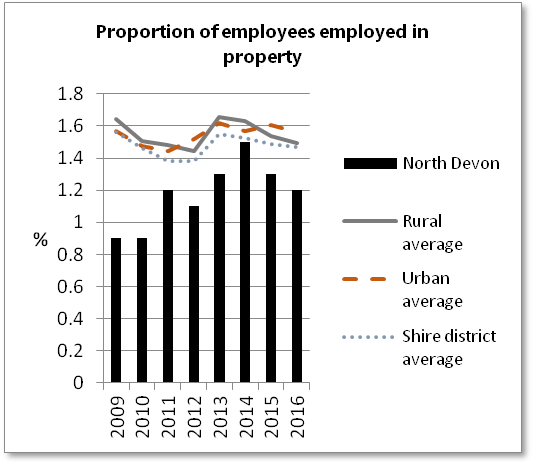 Proportion of employees employed in
property
1.8
1.6
1.4
1.2
1
0.8
0.6
0.4
0.2
0
%
2009
2010
2011
2012
2013
2014
2015
2016
North Devon
Rural
average
Urban
average
Shire district
average